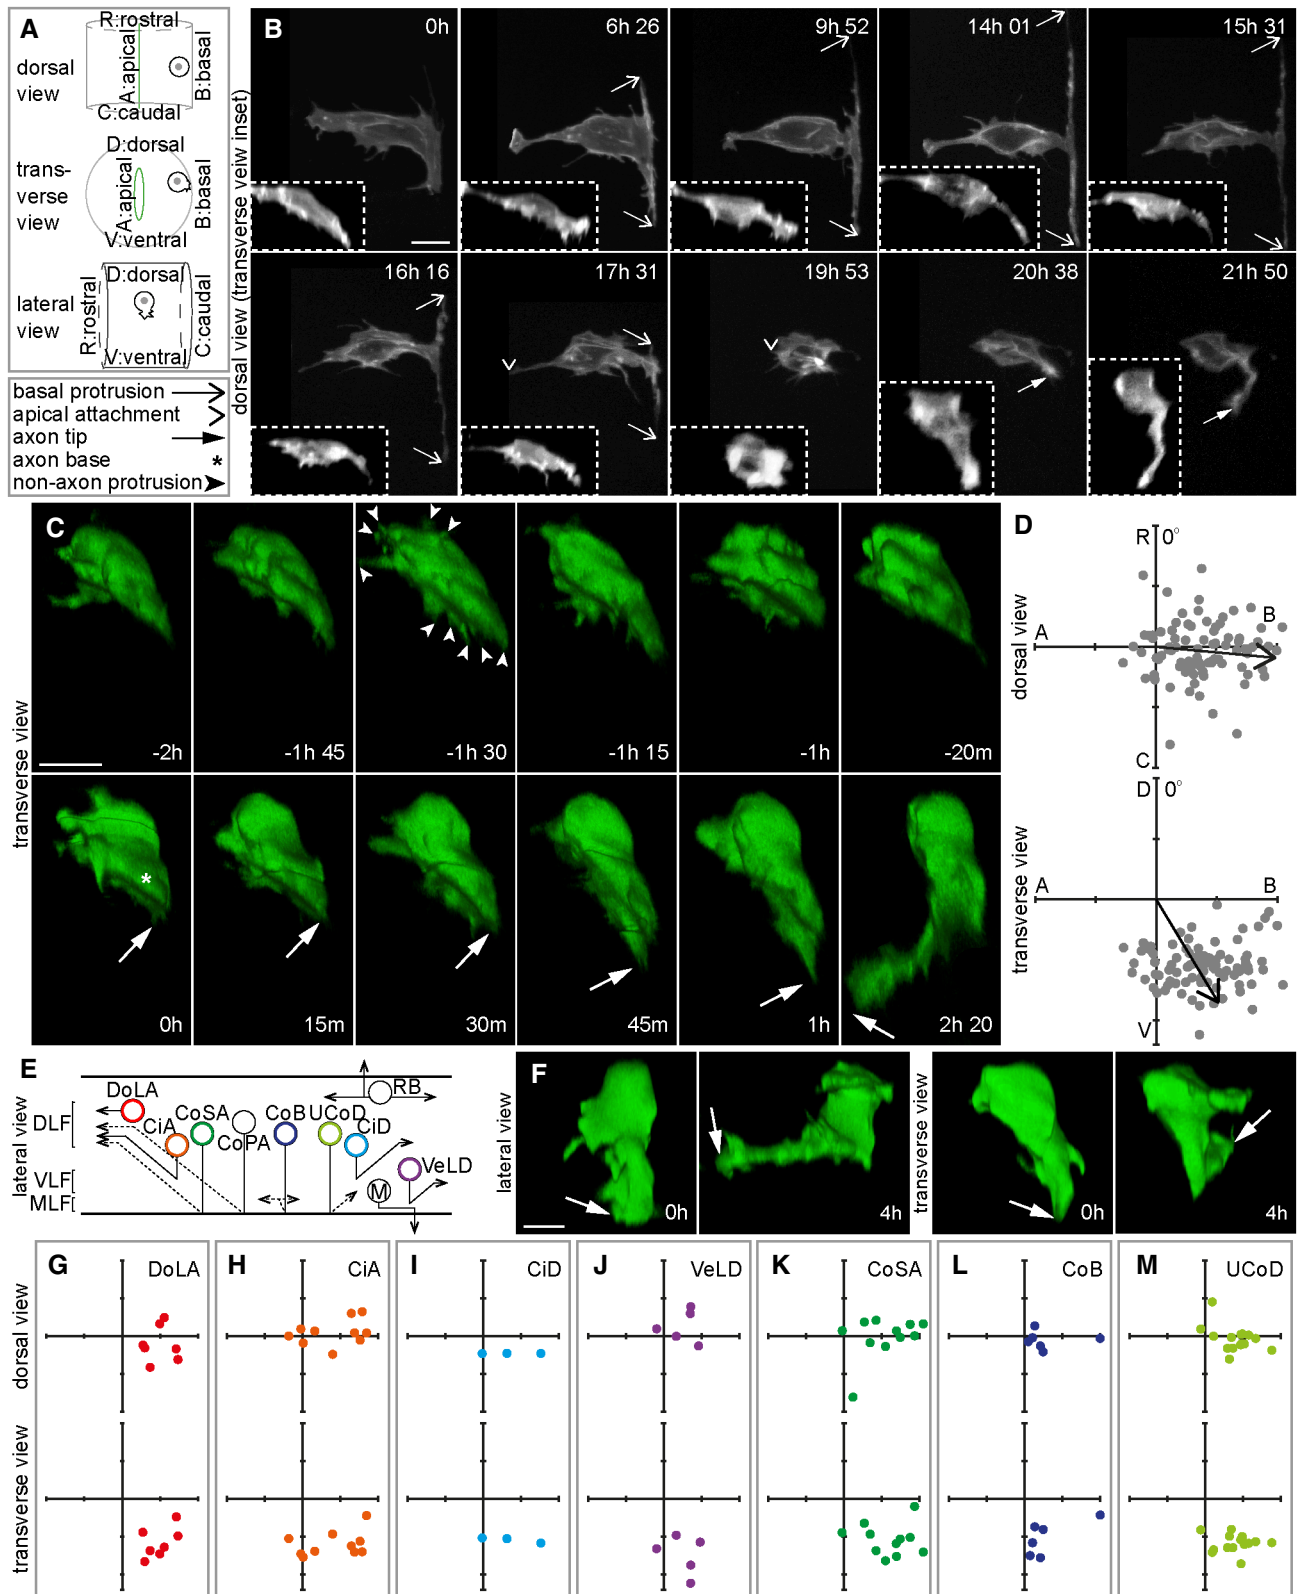 A
R:rostral
dorsal view
A:apical
B:basal
C:caudal
D:dorsal
trans-
verse
view
A:apical
B:basal
V:ventral
D:dorsal
lateral
view
R:rostral
C:caudal
V:ventral
basal protrusion
apical attachment
axon tip
axon base *
non-axon protrusion
B
dorsal view (transverse veiw inset)
0h
6h 26
9h 52
14h 01
15h 31
16h 16
17h 31
19h 53
20h 38
21h 50
C
transverse view
-2h
-1h 45
-1h 30
-1h 15
-1h
-20m
*
0h
15m
30m
45m
1h
2h 20
D
dorsal view
R 0°
A
B
C
transverse view
D 0°
A
B
V
E
lateral view
DLF
VLF
MLF
DoLA
CiA
CoSA
CoPA
CoB
UCoD
CiD
RB
VeLD
M
F
lateral view
0h
4h
transverse view
0h
4h
dorsal view
transverse view
G DoLA
H CiA
I CiD
J VeLD
K CoSA
L CoB
M UCoD